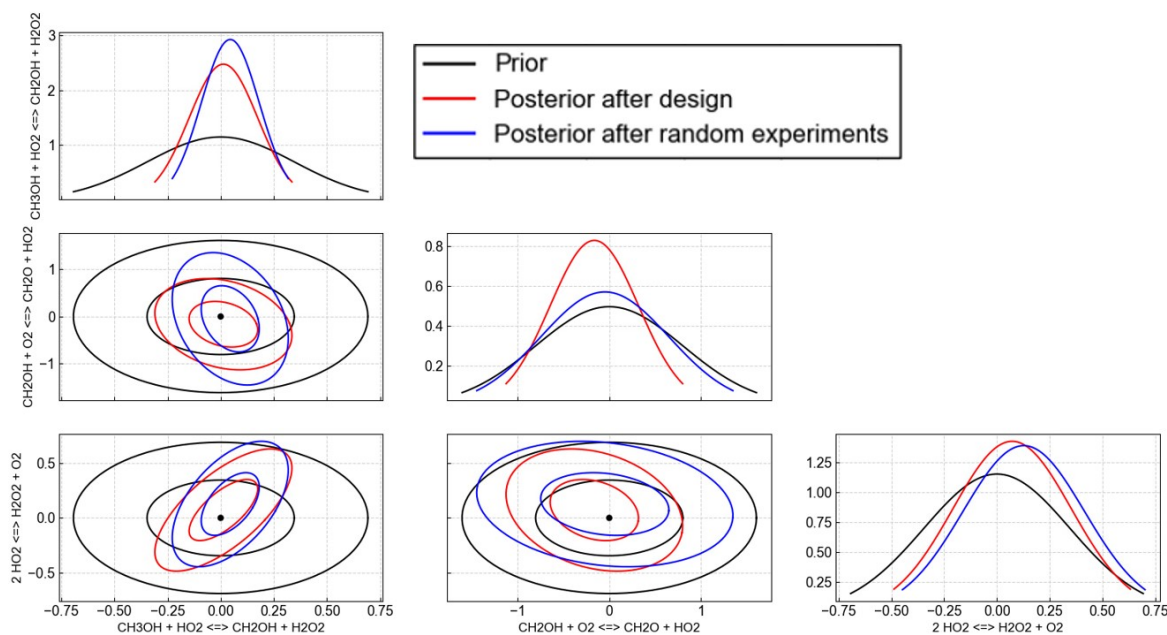 CH3OH + HO2 <=> CH2OH + H2O2
3
2
1
Prior
Posterior after design
Posterior after random experiments
CH2OH + O2 <=> CH2O + HO2
1
0
−1
0.8
0.6
0.4
0.2
2 HO2 <=> H2O2 + O2
0.5
0.0
−0.5
1.25
1.00
0.75
0.50
0.25
−0.75 −0.50 −0.25 0.00 0.25 0.50 0.75
−1 0 1
−0.75 −0.50 −0.25 0.00 0.25 0.50 0.75
CH3OH + HO2 <=> CH2OH + H2O2
CH2OH + O2 <=> CH2O + HO2
2 HO2 <=> H2O2 + O2